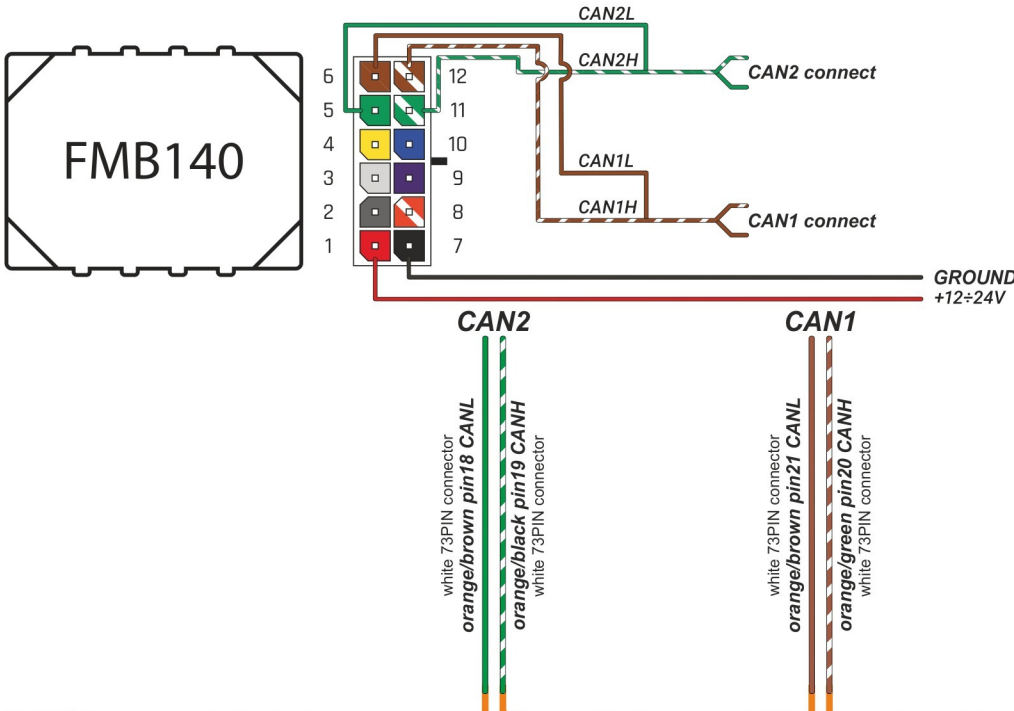 CAN2L
FMB140
6
12
CAN2H
CAN2 connect
5
11
4
10
3
9
CAN1L
2
8
CAN1H
CAN1 connect
1
7
GROUND
+12÷24V
CAN2
CAN1
white 73PIN connector
orange/brown pin18 CANL
orange/black pin19 CANH
white 73PIN connector
white 73PIN connector
orange/brown pin21 CANL
orange/green pin20 CANH
white 73PIN connector